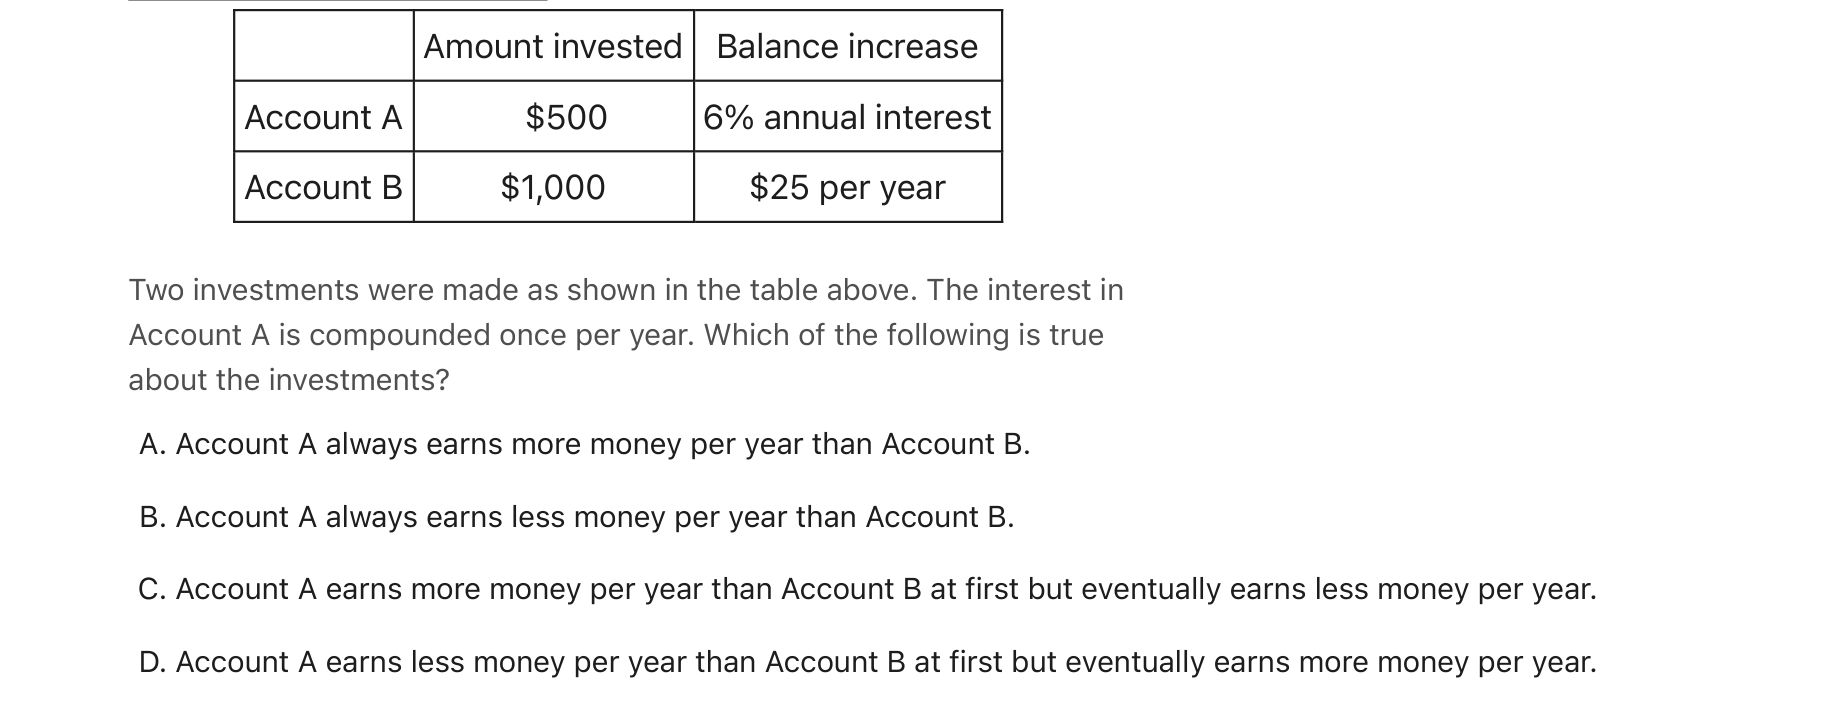 Amount invested Balance increase
Account A $500 6% annual interest
Account B $1,000 $25 per year
Two investments were made as shown in the table above. The interest in
Account A is compounded once per year. Which of the following is true
about the investments?
A. Account A always earns more money per year than Account B.
B. Account A always earns less money per year than Account B.
C. Account A earns more money per year than Account B at first but eventually earns less money per year.
D. Account A earns less money per year than Account B at first but eventually earns more money per year.